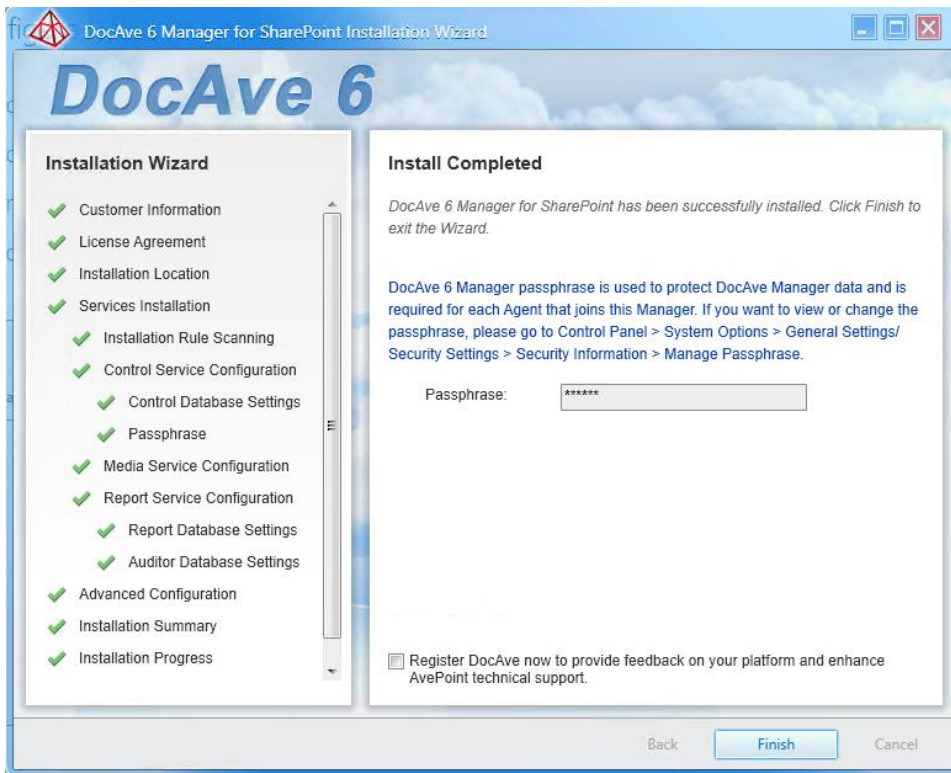 DocAve 6 Manager for SharePoint Installation Wizard
DocAve 6
Installation Wizard
Customer Information
License Agreement
Installation Location
Services Installation
Installation Rule Scanning
Control Service Configuration
Control Database Settings
Passphrase
Media Service Configuration
Report Service Configuration
Report Database Settings
Auditor Database Settings
Advanced Configuration
Installation Summary
Installation Progress
Install Completed
DocAve 6 Manager for SharePoint has been successfully installed. Click Finish to
exit the Wizard.
DocAve 6 Manager passphrase is used to protect DocAve Manager data and is
required for each Agent that joins this Manager. If you want to view or change the
passphrase, please go to Control Panel > System Options > General Settings/
Security Settings > Security Information > Manage Passphrase.
Passphrase: ******
Register DocAve now to provide feedback on your platform and enhance
AvePoint technical support.
Back Finish Cancel